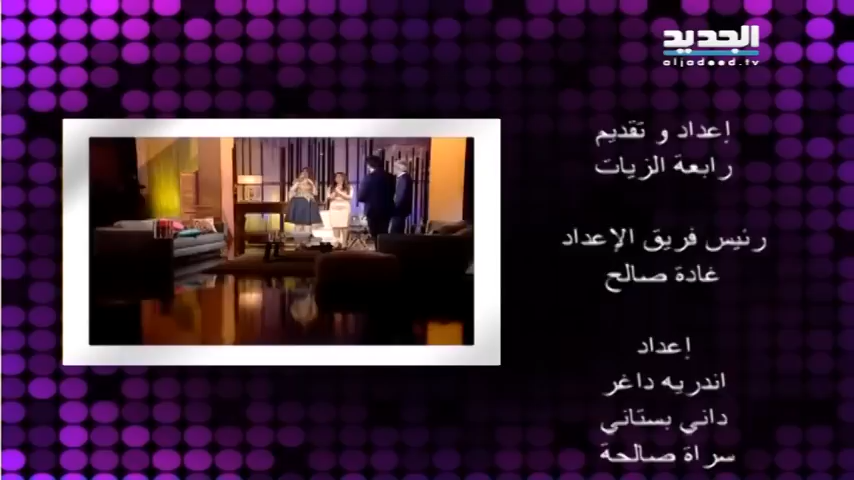 الجديد
aljadeed.tv
إعداد و تقديم
رابعة الزيات
رئيس فريق الإعداد
غادة صالح
إعداد
اندريه داغر
داني بستاني
سراة صالحة